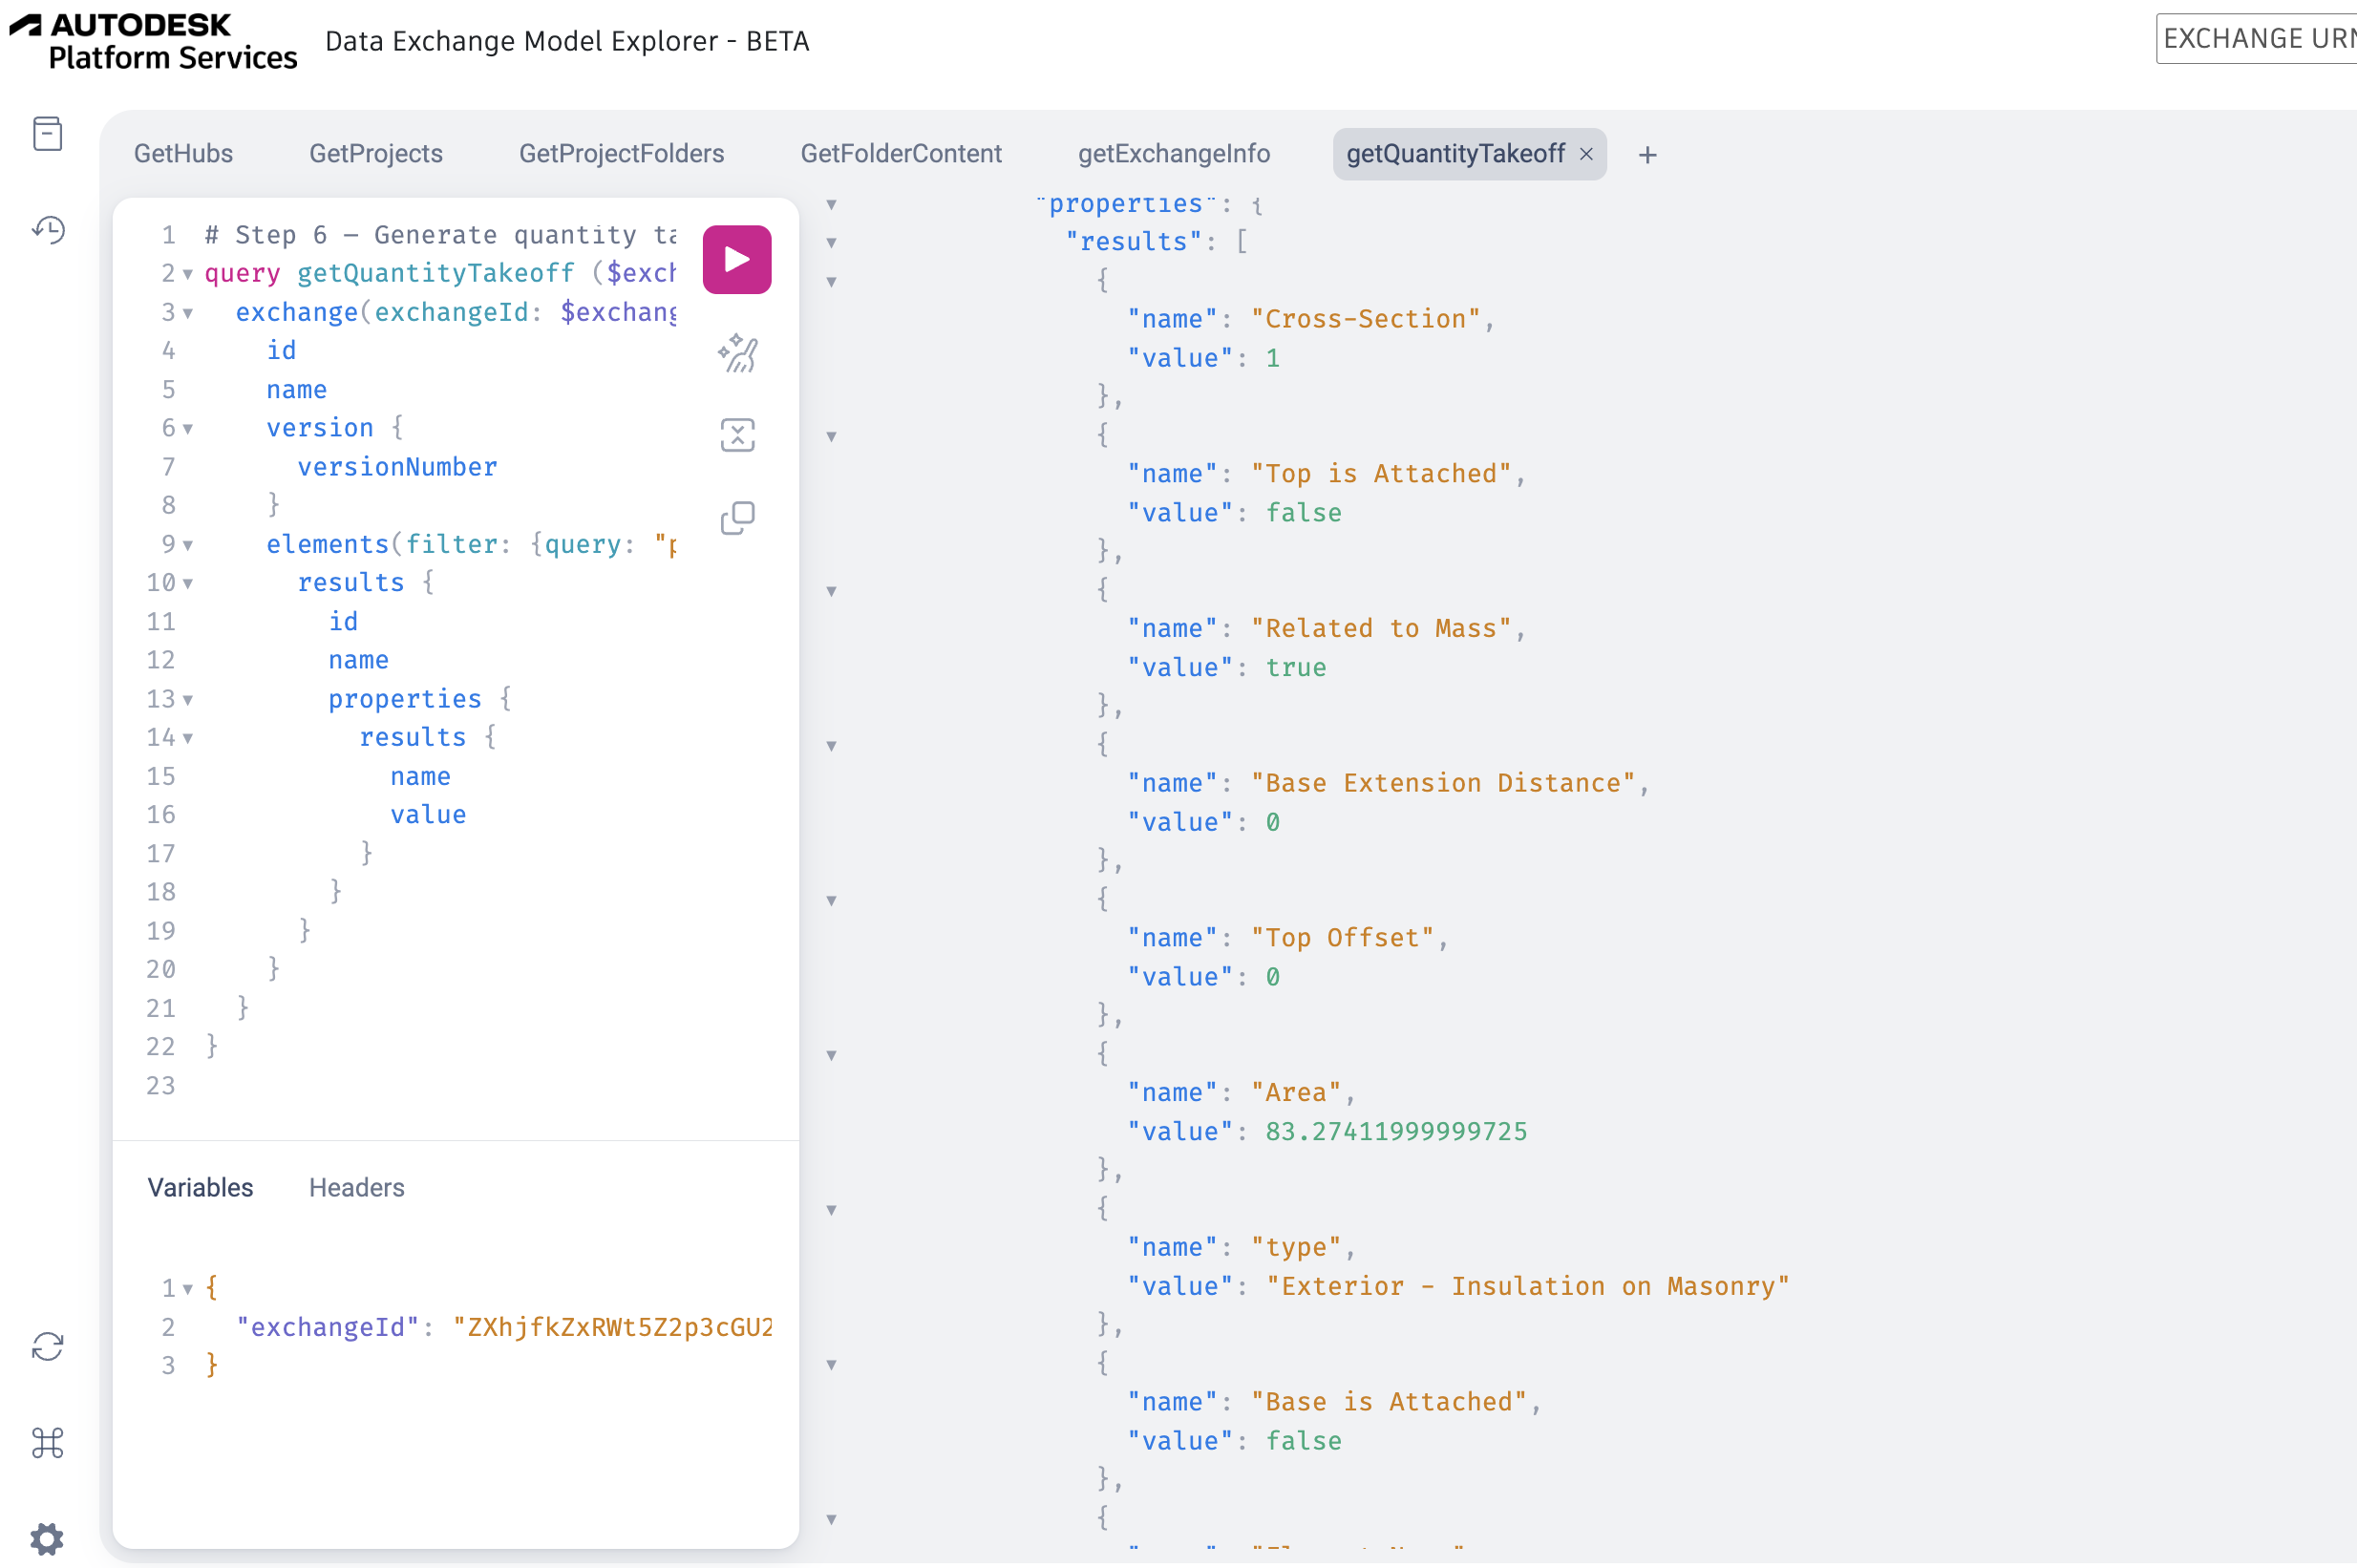 AUTODESK
Platform Services
Data Exchange Model Explorer - BETA
EXCHANGE URN
GetHubs
GetProjects
GetProjectFolders
GetFolderContent
getExchangeInfo
getQuantityTakeoff ×
+
1 # Step 6 – Generate quantity ta
2 query getQuantityTakeoff ($exch
3 exchange(exchangeId: $exchang
4 id
5 name
6 version {
7 versionNumber
8 }
9 elements(filter: {query: "p
10 results {
11 id
12 name
13 properties {
14 results {
15 name
16 value
17 }
18 }
19 }
20 }
21 }
22 }
23
Variables
Headers
1 {
2 "exchangeId": "ZXhjfkZxRWt5Z2p3cGU2
3 }
"properties": {
"results": [
{
"name": "Cross-Section",
"value": 1
},
{
"name": "Top is Attached",
"value": false
},
{
"name": "Related to Mass",
"value": true
},
{
"name": "Base Extension Distance",
"value": 0
},
{
"name": "Top Offset",
"value": 0
},
{
"name": "Area",
"value": 83.27411999999725
},
{
"name": "type",
"value": "Exterior - Insulation on Masonry"
},
{
"name": "Base is Attached",
"value": false
},
{